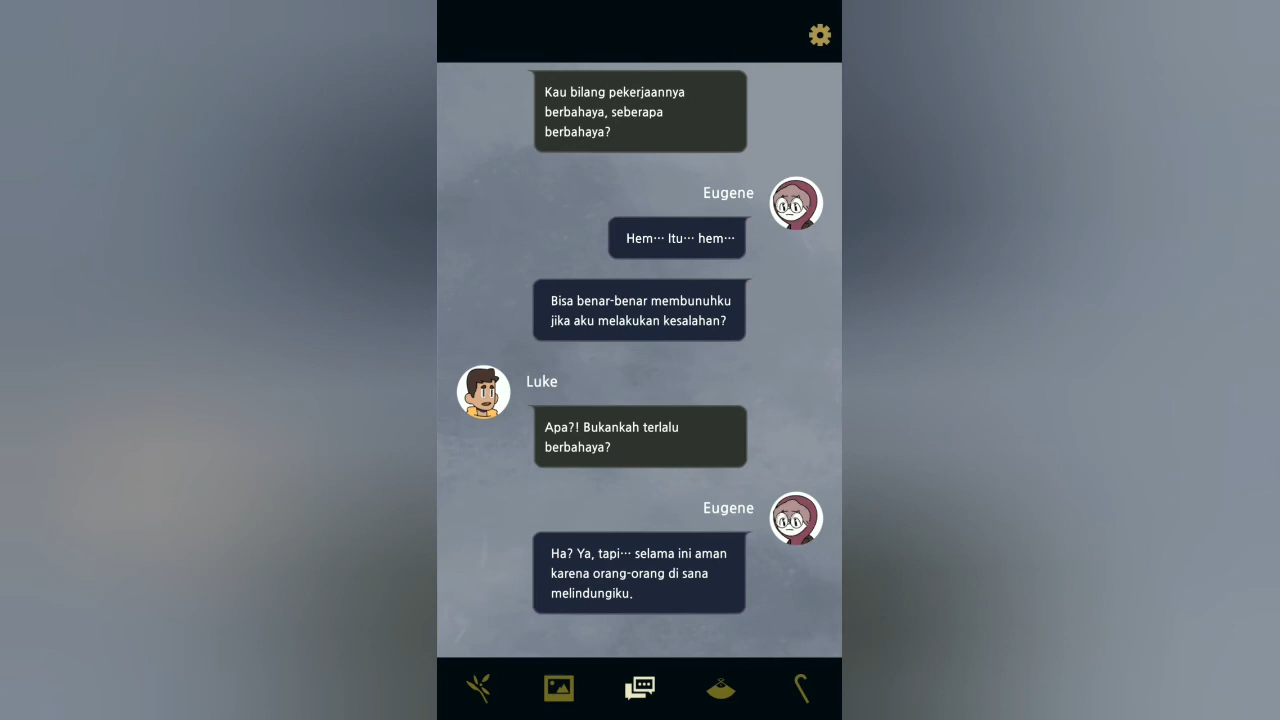 Kau bilang pekerjaannya
berbahaya, seberapa
berbahaya?
Eugene
Hem… Itu… hem…
Bisa benar-benar membunuhku
jika aku melakukan kesalahan?
Luke
Apa?! Bukankah terlalu
berbahaya?
Eugene
Ha? Ya, tapi… selama ini aman
karena orang-orang di sana
melindungiku.